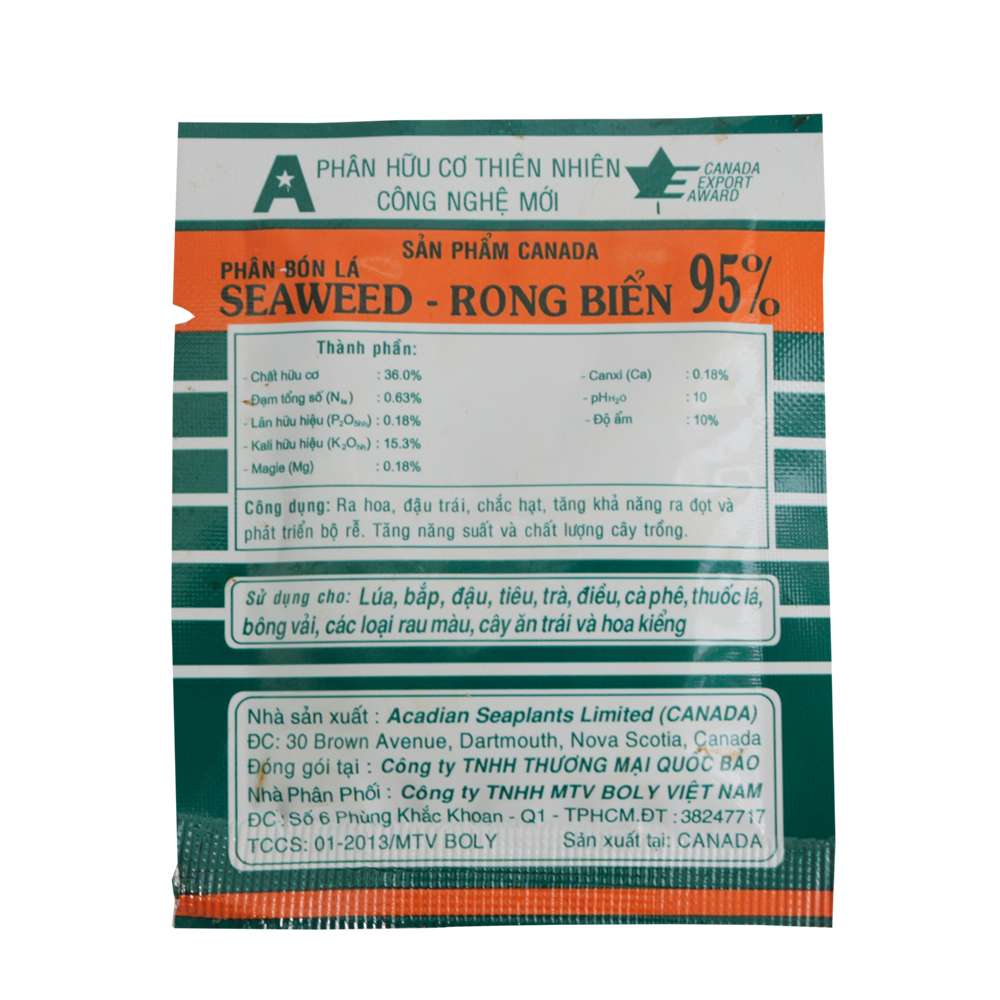 A PHÂN HỮU CƠ THIÊN NHIÊN
CÔNG NGHỆ MỚI
CANADA
EXPORT
AWARD
SẢN PHẨM CANADA
PHÂN BÓN LÁ
SEAWEED - RONG BIỂN 95%
Thành phần:
- Chất hữu cơ : 36.0%
- Đạm tổng số (Nts) : 0.63%
- Lân hữu hiệu (P₂O₅hh) : 0.18%
- Kali hữu hiệu (K₂Ohh) : 15.3%
- Magie (Mg) : 0.18%
- Canxi (Ca) : 0.18%
- pHH₂O : 10
- Độ ẩm : 10%
Công dụng: Ra hoa, đậu trái, chắc hạt, tăng khả năng ra đọt và
phát triển bộ rễ. Tăng năng suất và chất lượng cây trồng.
Sử dụng cho: Lúa, bắp, đậu, tiêu, trà, điều, cà phê, thuốc lá,
bông vải, các loại rau màu, cây ăn trái và hoa kiểng
Nhà sản xuất : Acadian Seaplants Limited (CANADA)
ĐC: 30 Brown Avenue, Dartmouth, Nova Scotia, Canada
Đóng gói tại : Công ty TNHH THƯƠNG MẠI QUỐC BẢO
Nhà Phân Phối : Công ty TNHH MTV BOLY VIỆT NAM
ĐC: Số 6 Phùng Khắc Khoan - Q1 - TPHCM.ĐT : 38247717
TCCS: 01-2013/MTV BOLY Sản xuất tại: CANADA